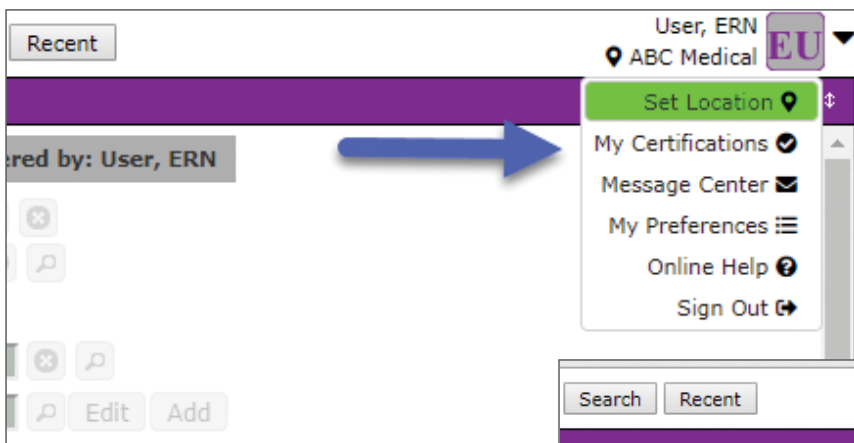 Recent
User, ERN
ABC Medical
EU
Set Location
My Certifications
Message Center
My Preferences
Online Help
Sign Out
ered by: User, ERN
Edit Add
Search Recent